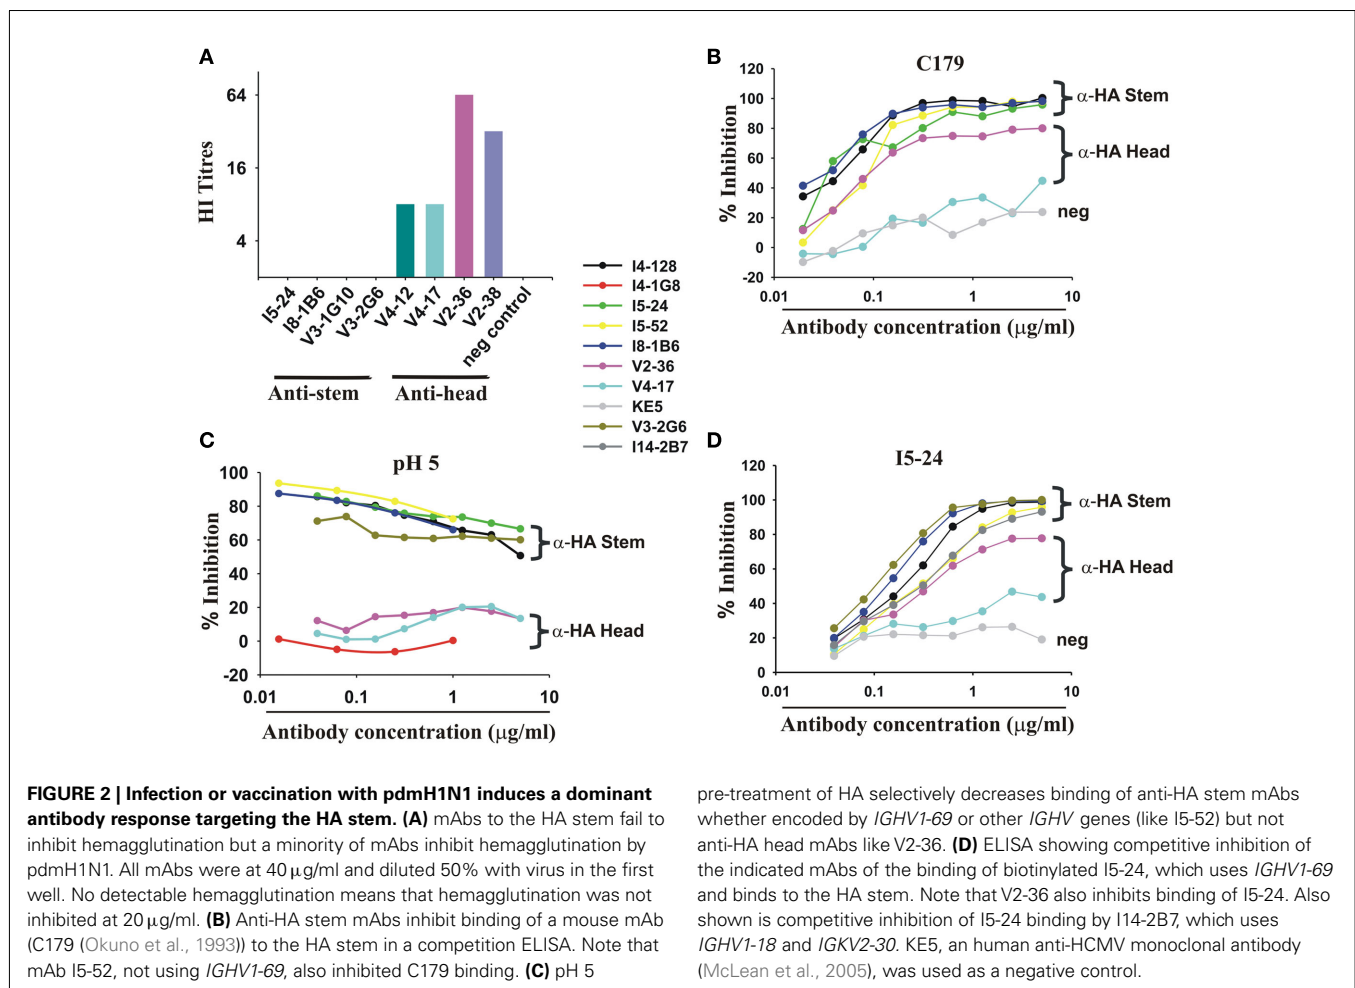 A
HI Titres
64
16
4
I5-24
I8-1B6
V3-1G10
V3-2G6
V4-12
V4-17
V2-36
V2-38
neg control
Anti-stem
Anti-head
B
C179
% Inhibition
120
100
80
60
40
20
0
-20
0.01
0.1
1
10
Antibody concentration (μg/ml)
α-HA Stem
α-HA Head
neg
I4-128
I4-1G8
I5-24
I5-52
I8-1B6
V2-36
V4-17
KE5
V3-2G6
I14-2B7
C
pH 5
% Inhibition
100
80
60
40
20
0
-20
0.01
0.1
1
10
Antibody concentration (μg/ml)
α-HA Stem
α-HA Head
D
I5-24
% Inhibition
120
100
80
60
40
20
0
0.01
0.1
1
10
Antibody concentration (μg/ml)
α-HA Stem
α-HA Head
neg
FIGURE 2 | Infection or vaccination with pdmH1N1 induces a dominant
antibody response targeting the HA stem. (A) mAbs to the HA stem fail to
inhibit hemagglutination but a minority of mAbs inhibit hemagglutination by
pdmH1N1. All mAbs were at 40 μg/ml and diluted 50% with virus in the first
well. No detectable hemagglutination means that hemagglutination was not
inhibited at 20 μg/ml. (B) Anti-HA stem mAbs inhibit binding of a mouse mAb
(C179 (Okuno et al., 1993)) to the HA stem in a competition ELISA. Note that
mAb I5-52, not using IGHV1-69, also inhibited C179 binding. (C) pH 5
pre-treatment of HA selectively decreases binding of anti-HA stem mAbs
whether encoded by IGHV1-69 or other IGHV genes (like I5-52) but not
anti-HA head mAbs like V2-36. (D) ELISA showing competitive inhibition of
the indicated mAbs of the binding of biotinylated I5-24, which uses IGHV1-69
and binds to the HA stem. Note that V2-36 also inhibits binding of I5-24. Also
shown is competitive inhibition of I5-24 binding by I14-2B7, which uses
IGHV1-18 and IGKV2-30. KE5, an human anti-HCMV monoclonal antibody
(McLean et al., 2005), was used as a negative control.